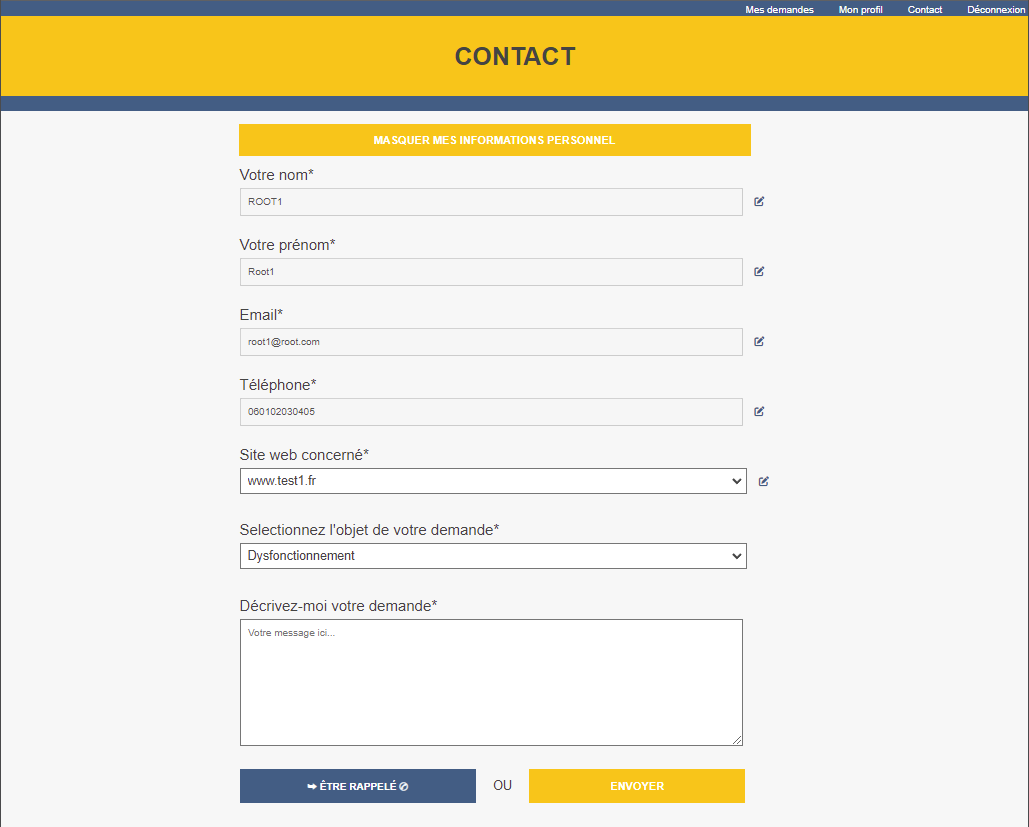 Mes demandes Mon profil Contact Déconnexion
CONTACT
MASQUER MES INFORMATIONS PERSONNEL
Votre nom*
ROOT1
Votre prénom*
Root1
Email*
root1@root.com
Téléphone*
060102030405
Site web concerné*
www.test1.fr
Selectionnez l'objet de votre demande*
Dysfonctionnement
Décrivez-moi votre demande*
Votre message ici...
ÊTRE RAPPELÉ OU ENVOYER